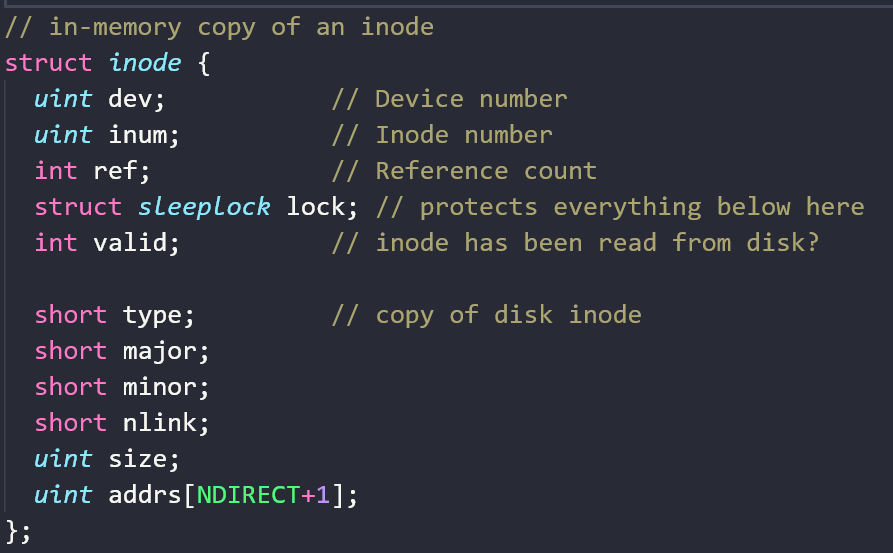 // in-memory copy of an inode
struct inode {
  uint dev;           // Device number
  uint inum;          // Inode number
  int ref;            // Reference count
  struct sleeplock lock; // protects everything below here
  int valid;          // inode has been read from disk?

  short type;         // copy of disk inode
  short major;
  short minor;
  short nlink;
  uint size;
  uint addrs[NDIRECT+1];
};